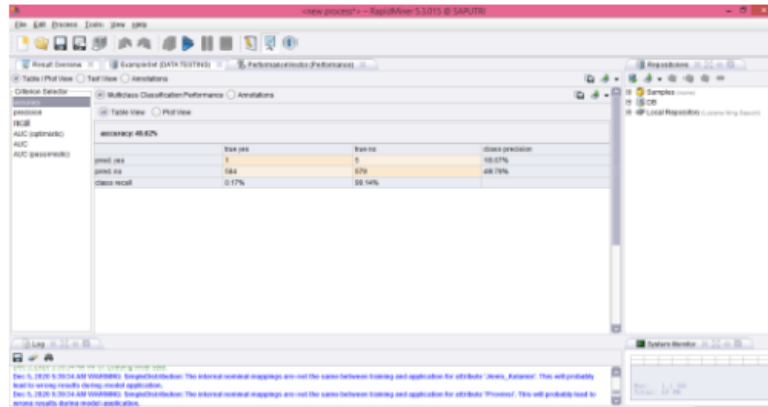 <new process*> – RapidMiner 5.3.015 @ SAPUTRI
File Edit Process Tools View Help
Result Overview ExampleSet (DATA TESTING) PerformanceVector (Performance) Repositories
Table / Plot View Text View Annotations
Criterion Selector Multiclass Classification Performance Annotations Samples (none)
accuracy DB
precision Table View Plot View Local Repository
recall
AUC (optimistic) accuracy: 49.62%
AUC true yes true no class precision
AUC (pessimistic) pred. yes 1 5 16.67%
pred. no 584 579 49.78%
class recall 0.17% 99.14%
Log System Monitor
Dec 5, 2020 5:39:34 AM WARNING: SimpleDistribution: The internal nominal mappings are not the same between training and application for attribute 'Jenis_Kelamin'. This will probably
lead to wrong results during model application.
Dec 5, 2020 5:39:34 AM WARNING: SimpleDistribution: The internal nominal mappings are not the same between training and application for attribute 'Provinsi'. This will probably lead to
wrong results during model application.